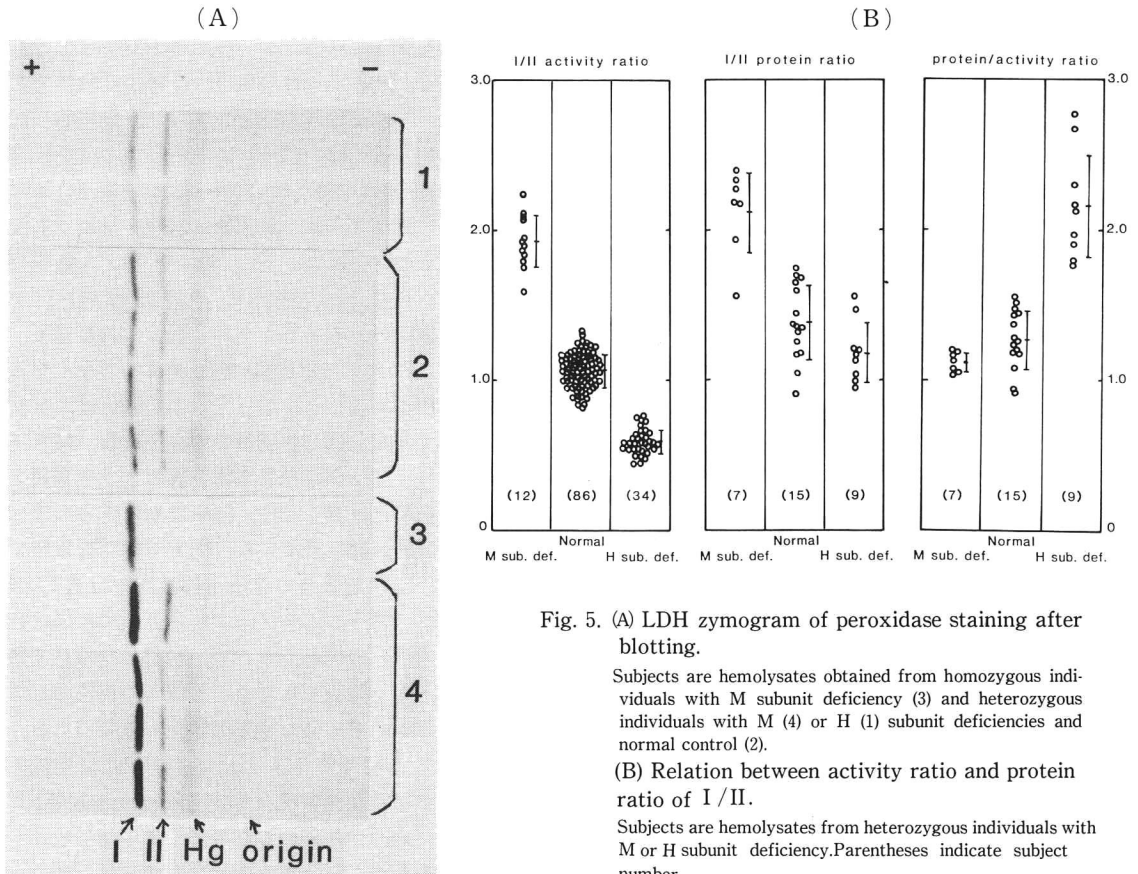 (A)
+
−
1
2
3
4
I II Hg origin
(B)
I/II activity ratio
I/II protein ratio
protein/activity ratio
3.0
3.0
2.0
2.0
1.0
1.0
0
0
(12) (86) (34)
(7) (15) (9)
(7) (15) (9)
Normal
Normal
Normal
M sub. def. H sub. def.
M sub. def. H sub. def.
M sub. def. H sub. def.
Fig. 5. (A) LDH zymogram of peroxidase staining after
blotting.
Subjects are hemolysates obtained from homozygous indi-
viduals with M subunit deficiency (3) and heterozygous
individuals with M (4) or H (1) subunit deficiencies and
normal control (2).
(B) Relation between activity ratio and protein
ratio of I/II.
Subjects are hemolysates from heterozygous individuals with
M or H subunit deficiency.Parentheses indicate subject
number.